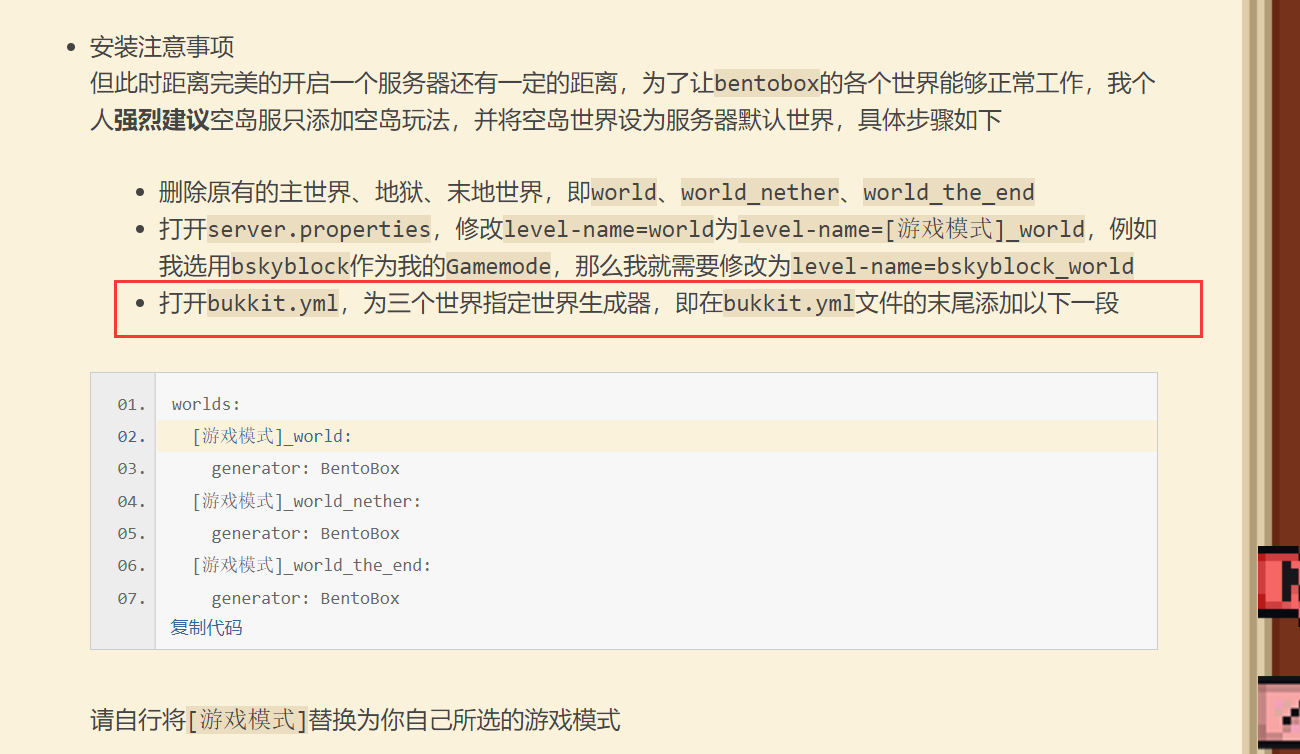 安装注意事项
但此时距离完美的开启一个服务器还有一定的距离，为了让bentobox的各个世界能够正常工作，我个
人强烈建议空岛服只添加空岛玩法，并将空岛世界设为服务器默认世界，具体步骤如下
删除原有的主世界、地狱、末地世界，即world、world_nether、world_the_end
打开server.properties，修改level-name=world为level-name=[游戏模式]_world，例如
我选用bskyblock作为我的Gamemode，那么我就需要修改为level-name=bskyblock_world
打开bukkit.yml，为三个世界指定世界生成器，即在bukkit.yml文件的末尾添加以下一段
01. worlds:
02. [游戏模式]_world:
03. generator: BentoBox
04. [游戏模式]_world_nether:
05. generator: BentoBox
06. [游戏模式]_world_the_end:
07. generator: BentoBox
复制代码
请自行将[游戏模式]替换为你自己所选的游戏模式